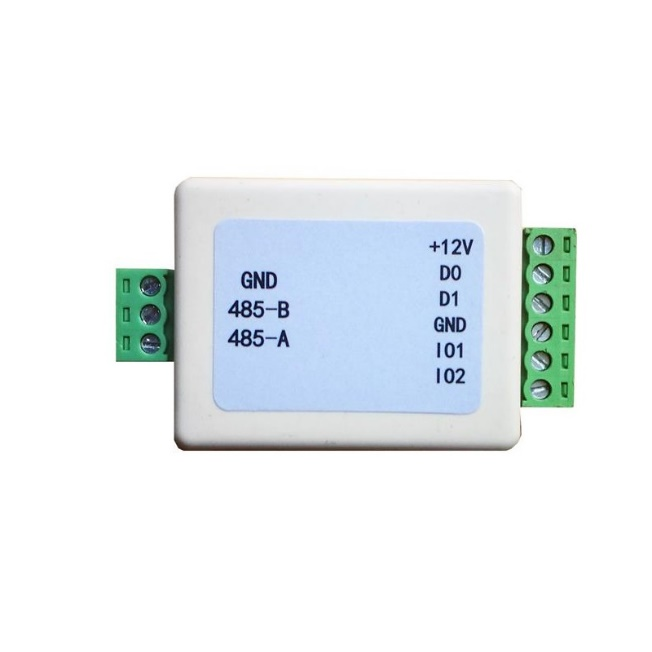 GND
485-B
485-A
+12V
D0
D1
GND
IO1
IO2